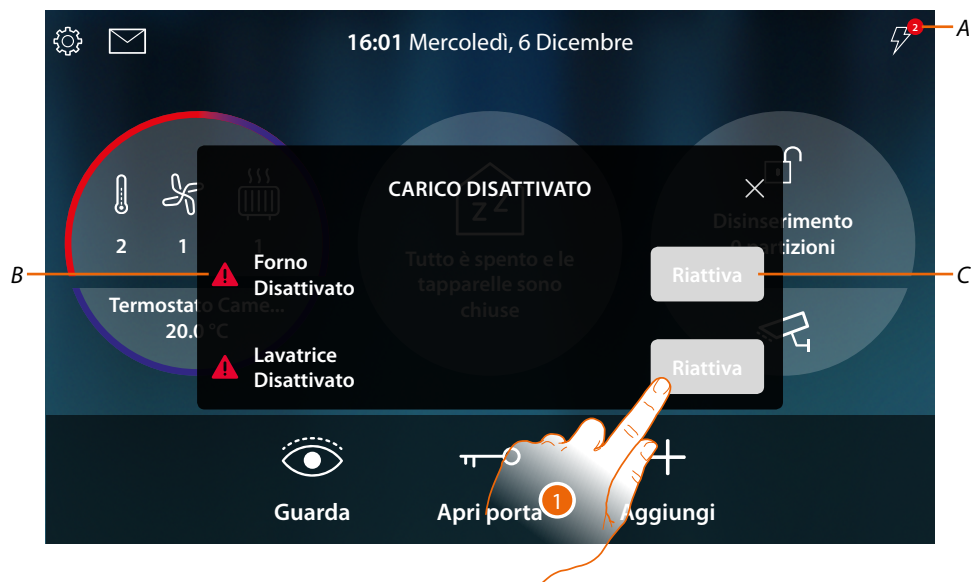 2
A
16:01 Mercoledì, 6 Dicembre
CARICO DISATTIVATO
2
1
1
Disinserimento
0 partizioni
B
Forno
Disattivato
Tutto è spento e le
tapparelle sono
chiuse
Riattiva
C
Termostato Came...
20.0 °C
Lavatrice
Disattivato
Riattiva
Guarda
Apri porta
1
Aggiungi